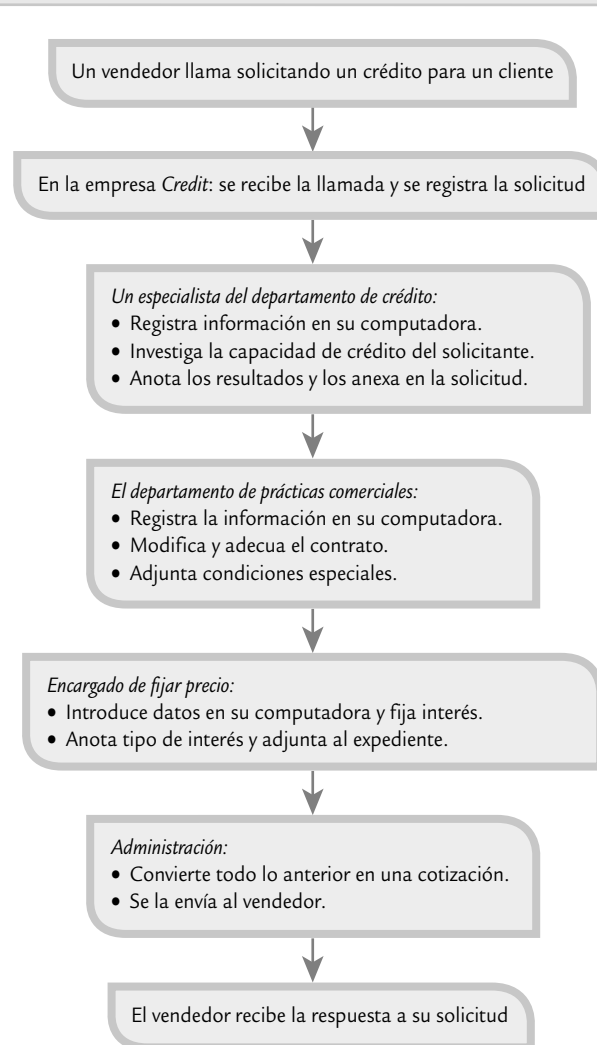 Un vendedor llama solicitando un crédito para un cliente
En la empresa Credit: se recibe la llamada y se registra la solicitud
Un especialista del departamento de crédito:
• Registra información en su computadora.
• Investiga la capacidad de crédito del solicitante.
• Anota los resultados y los anexa en la solicitud.
El departamento de prácticas comerciales:
• Registra la información en su computadora.
• Modifica y adecua el contrato.
• Adjunta condiciones especiales.
Encargado de fijar precio:
• Introduce datos en su computadora y fija interés.
• Anota tipo de interés y adjunta al expediente.
Administración:
• Convierte todo lo anterior en una cotización.
• Se la envía al vendedor.
El vendedor recibe la respuesta a su solicitud